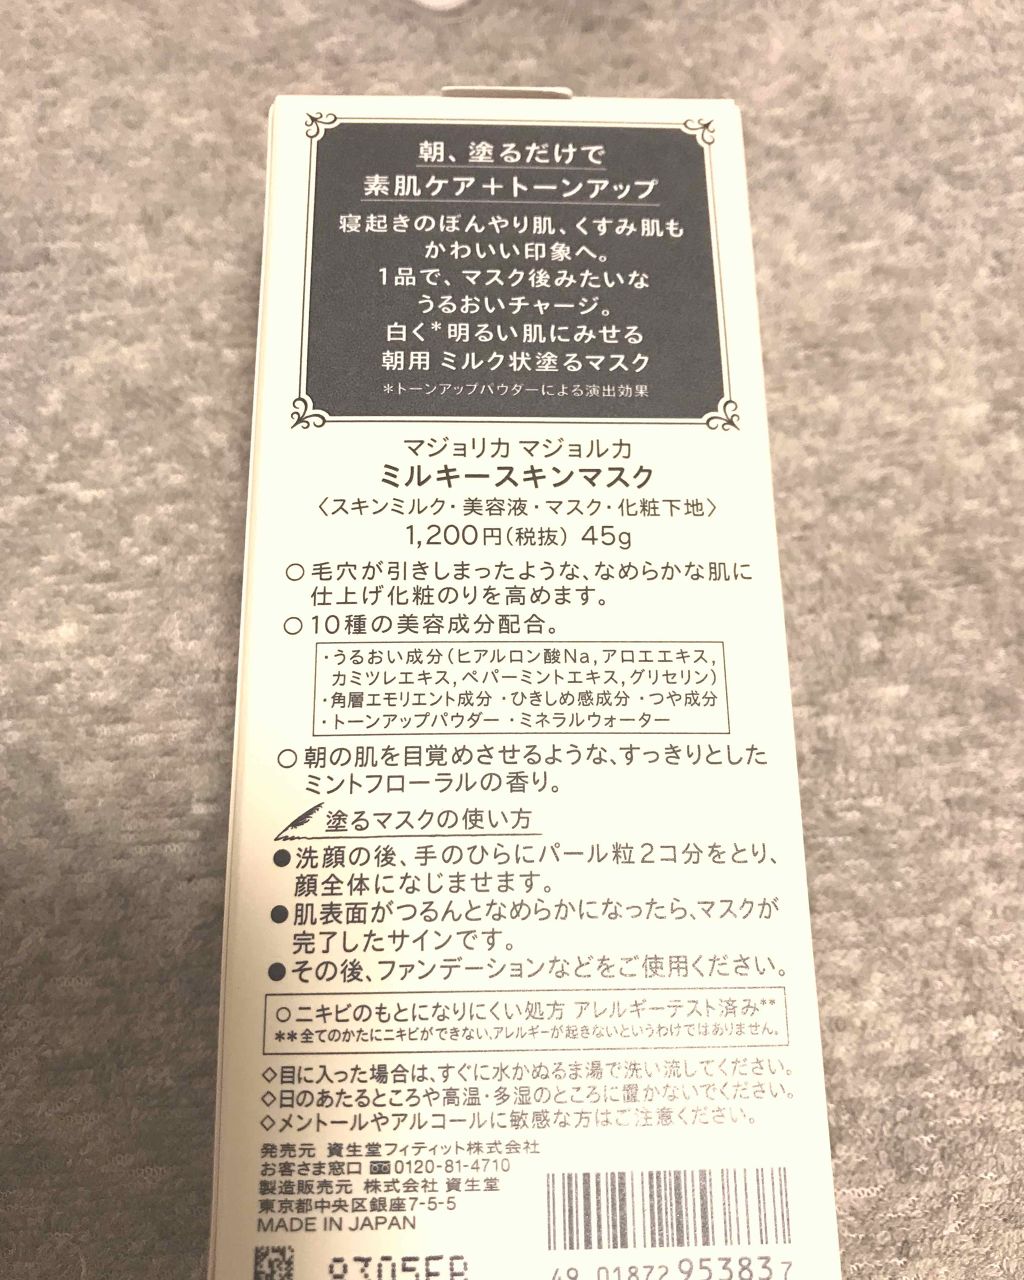 朝、塗るだけで
素肌ケア＋トーンアップ
寝起きのぼんやり肌、くすみ肌も
かわいい印象へ。
1品で、マスク後みたいな
うるおいチャージ。
白く*明るい肌にみせる
朝用 ミルク状塗るマスク
*トーンアップパウダーによる演出効果
マジョリカ マジョルカ
ミルキースキンマスク
〈スキンミルク・美容液・マスク・化粧下地〉
1,200円(税抜) 45g
○毛穴が引きしまったような、なめらかな肌に
仕上げ化粧のりを高めます。
○10種の美容成分配合。
・うるおい成分(ヒアルロン酸Na,アロエエキス,
カミツレエキス,ペパーミントエキス,グリセリン)
・角層エモリエント成分 ・ひきしめ感成分 ・つや成分
・トーンアップパウダー ・ミネラルウォーター
○朝の肌を目覚めさせるような、すっきりとした
ミントフローラルの香り。
塗るマスクの使い方
●洗顔の後、手のひらにパール粒2コ分をとり、
顔全体になじませます。
●肌表面がつるんとなめらかになったら、マスクが
完了したサインです。
●その後、ファンデーションなどをご使用ください。
○ニキビのもとになりにくい処方 アレルギーテスト済み**
**全てのかたにニキビができない,アレルギーが起きないというわけではありません。
◇目に入った場合は、すぐに水かぬるま湯で洗い流してください。
◇日のあたるところや高温・多湿のところに置かないでください。
◇メントールやアルコールに敏感な方はご注意ください。
発売元 資生堂フィティット株式会社
お客さま窓口 0120-81-4710
製造販売元 株式会社 資生堂
東京都中央区銀座7-5-5
MADE IN JAPAN
49 01872 953837